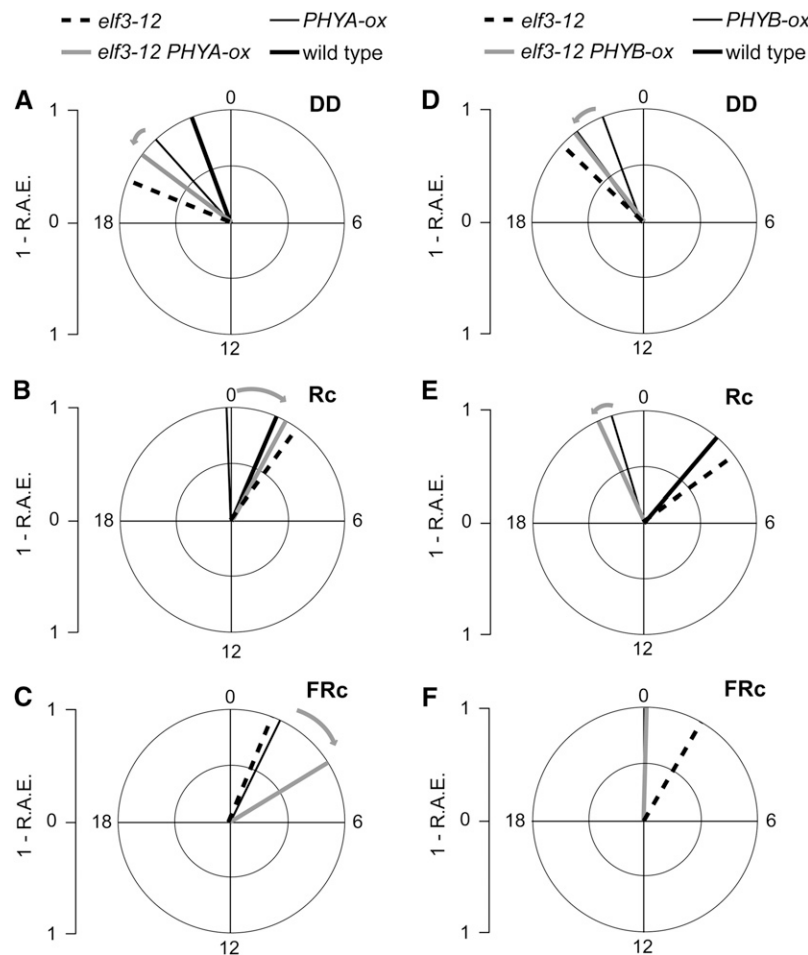 elf3-12
PHYA-ox
elf3-12 PHYA-ox
wild type
elf3-12
PHYB-ox
elf3-12 PHYB-ox
wild type
A
1
0
1
1 - R.A.E.
0
DD
18
6
12
D
1
0
1
1 - R.A.E.
0
DD
18
6
12
B
1
0
1
1 - R.A.E.
0
Rc
18
6
12
E
1
0
1
1 - R.A.E.
0
Rc
18
6
12
C
1
0
1
1 - R.A.E.
0
FRc
18
6
12
F
1
0
1
1 - R.A.E.
0
FRc
18
6
12